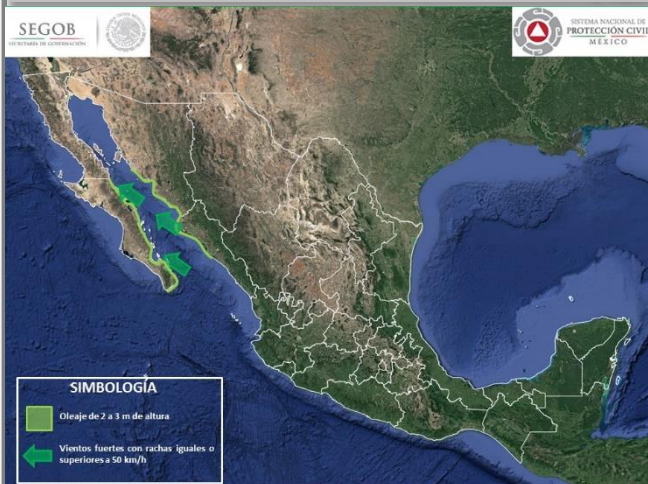 SEGOB
SECRETARÍA DE GOBERNACIÓN
SISTEMA NACIONAL DE
PROTECCIÓN CIVIL
MÉXICO
SIMBOLOGÍA
Oleaje de 2 a 3 m de altura
Vientos fuertes con rachas iguales o
superiores a 50 km/h